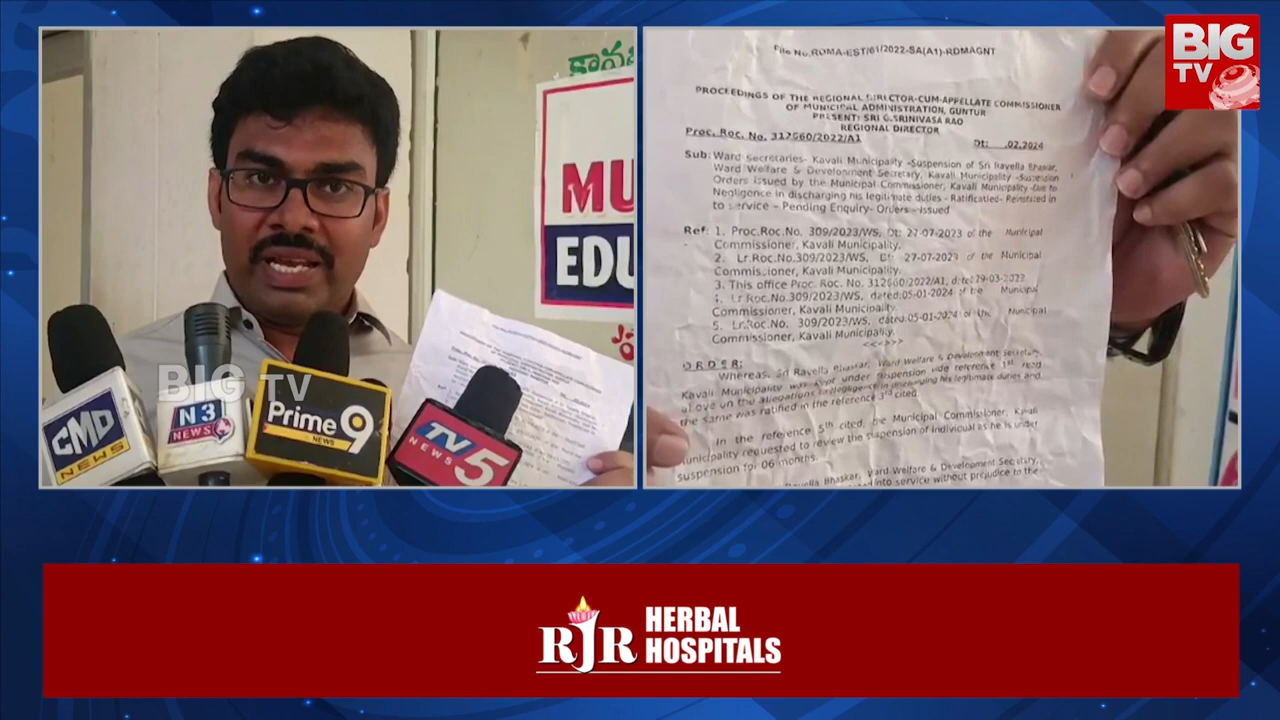 BIG
TV
కావ
MU
EDU
BIG TV
CMD
NEWS
N3
NEWS
Prime9
NEWS
TV5
NEWS
File No.RDMA-EST/61/2022-SA(A1)-RDMAGNT
PROCEEDINGS OF THE REGIONAL DIRECTOR-CUM-APPELLATE COMMISSIONER
OF MUNICIPAL ADMINISTRATION, GUNTUR
PRESENT: SRI G.SRINIVASA RAO
REGIONAL DIRECTOR
Proc. Roc. No. 312660/2022/A1
Dt: .02.2024
Sub: Ward Secretaries- Kavali Municipality -Suspension of Sri Ravella Bhaskar,
Ward Welfare & Development Secretary, Kavali Municipality -Suspension
Orders issued by the Municipal Commissioner, Kavali Municipality -Due to
Negligence in discharging his legitimate duties - Ratificatied- Reinstated in
to service – Pending Enquiry- Orders – Issued
Ref: 1. Proc.Roc.No. 309/2023/WS, Dt: 27-07-2023 of the Municipal
Commissioner, Kavali Municipality.
2. Lr.Roc.No.309/2023/WS, Dt: 27-07-2023 of the Municipal
Commissioner, Kavali Municipality.
3. This office Proc. Roc. No. 312660/2022/A1,
4. Lr.Roc.No.309/2023/WS, dated:05-01-2024 of the Municipal
Commissioner, Kavali Municipality.
5. Lr.Roc.No. 309/2023/WS, dated:05-01-2024 of the Municipal
Commissioner, Kavali Municipality.
<<<>>>
O R D E R:
Whereas, Sri Ravella Bhaskar, Ward Welfare & Development secretary,
Kavali Municipality was kept under suspension vide reference 1st read
above on the allegations of negligence in discharging his legitimate duties and
the same was ratified in the reference 3rd cited.
In the reference 5th cited, the Municipal Commissioner, Kavali
Municipality requested to review the suspension of individual as he is under
suspension for 06 months.
Ravella Bhaskar, Ward Welfare & Development Secretary,
into service without prejudice to the
RJR HERBAL
HOSPITALS